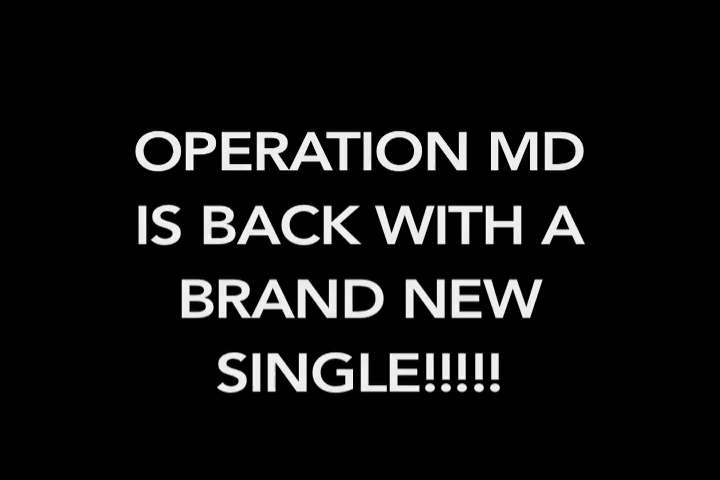 OPERATION MD
IS BACK WITH A
BRAND NEW
SINGLE!!!!!